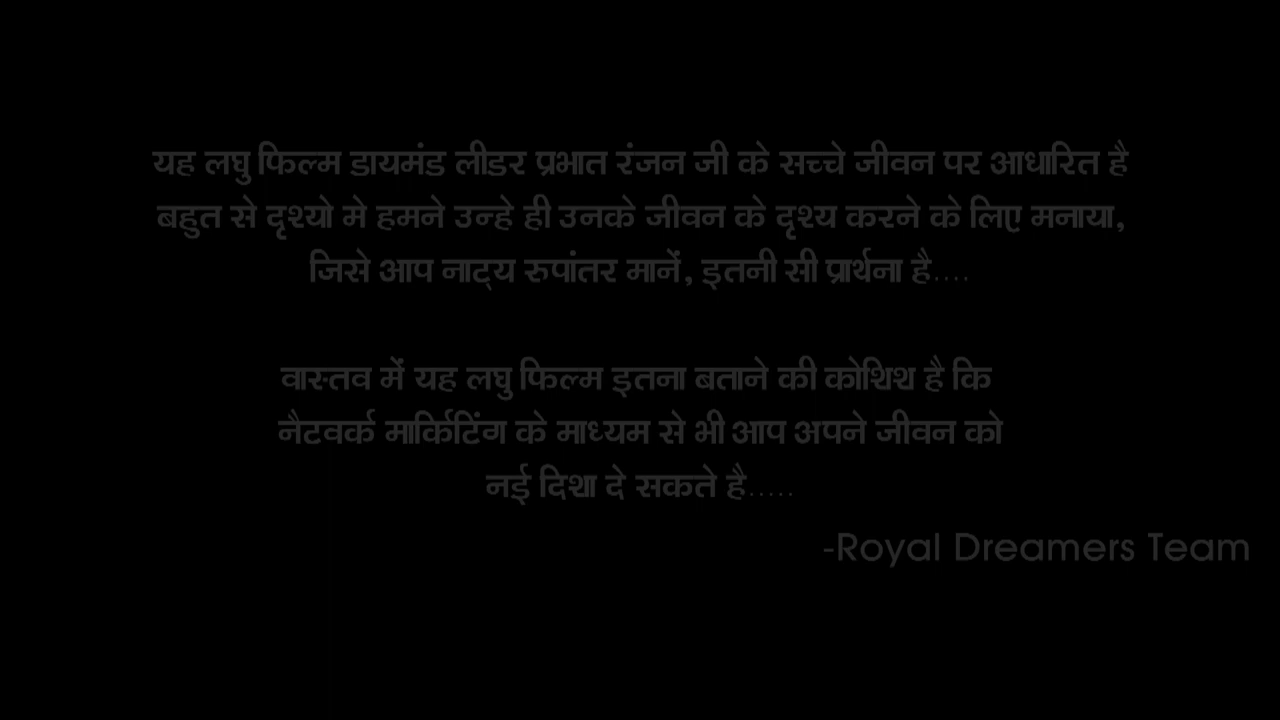 यह लघु फिल्म डायमंड लीडर प्रभात रंजन जी के सच्चे जीवन पर आधारित है
बहुत से दृश्यो मे हमने उन्हे ही उनके जीवन के दृश्य करने के लिए मनाया,
जिसे आप नाट्य रुपांतर मानें, इतनी सी प्रार्थना है....
वास्तव में यह लघु फिल्म इतना बताने की कोशिश है कि
नैटवर्क मार्किटिंग के माध्यम से भी आप अपने जीवन को
नई दिशा दे सकते है.....
-Royal Dreamers Team